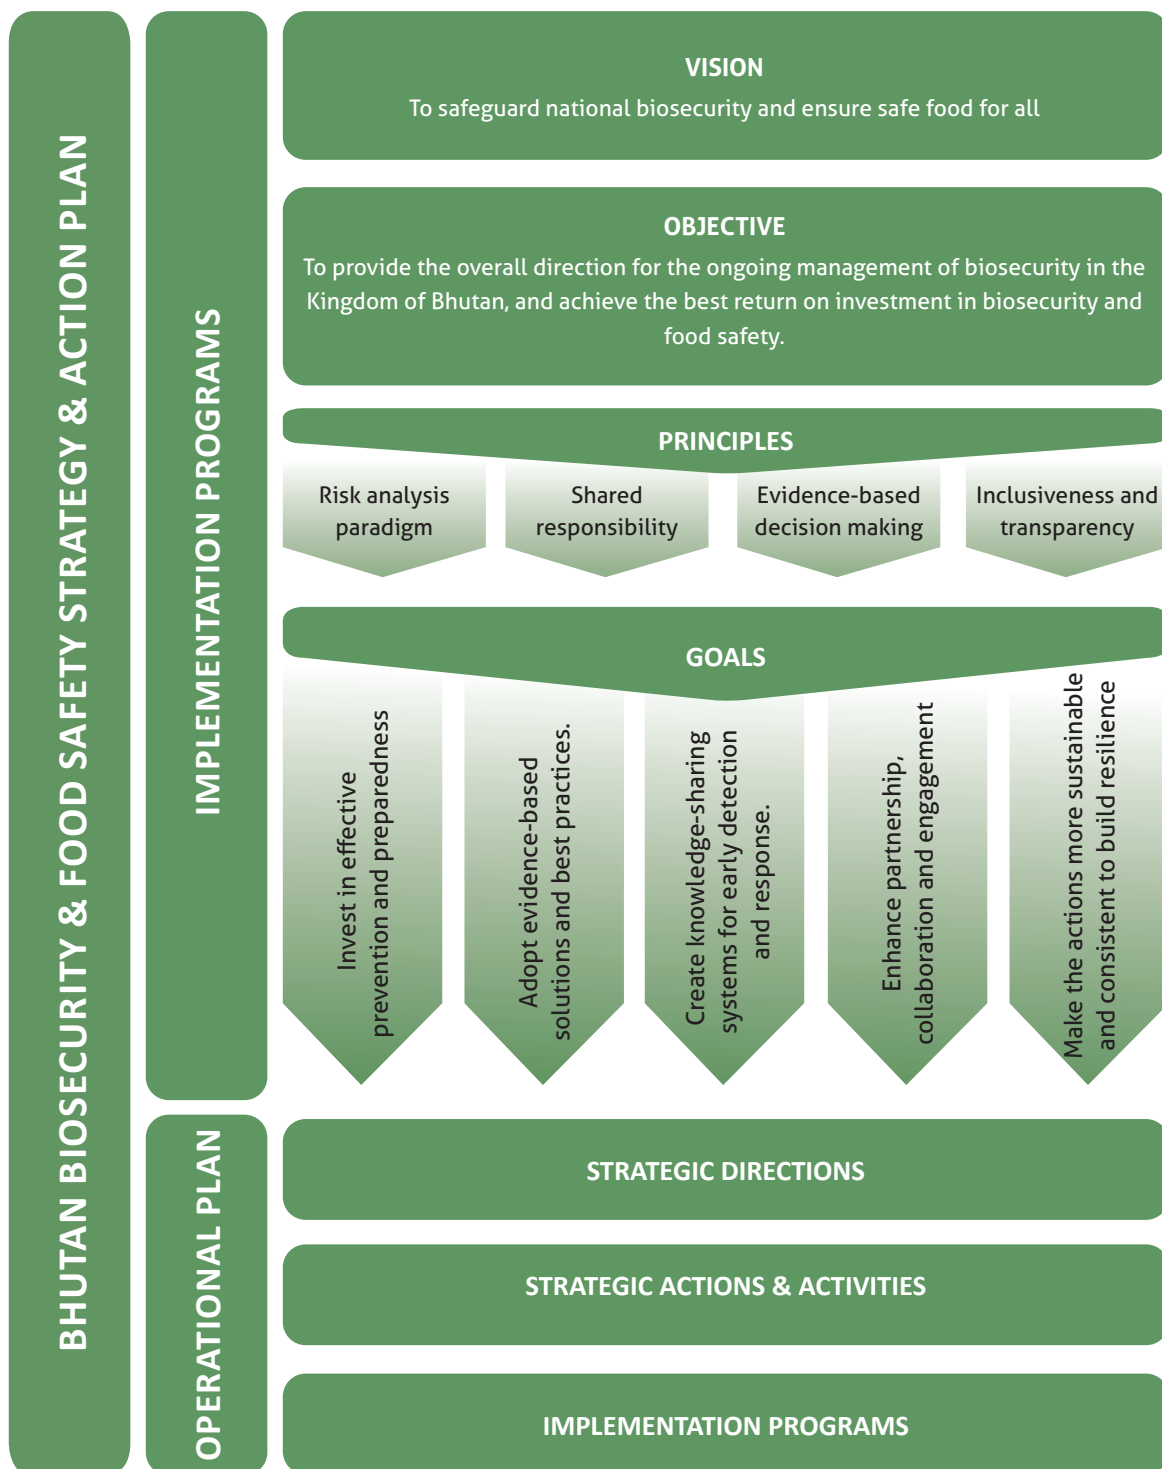 BHUTAN BIOSECURITY & FOOD SAFETY STRATEGY & ACTION PLAN
IMPLEMENTATION PROGRAMS
VISION
To safeguard national biosecurity and ensure safe food for all
OBJECTIVE
To provide the overall direction for the ongoing management of biosecurity in the
Kingdom of Bhutan, and achieve the best return on investment in biosecurity and
food safety.
PRINCIPLES
Risk analysis
paradigm
Shared
responsibility
Evidence-based
decision making
Inclusiveness and
transparency
GOALS
Invest in effective
prevention and preparedness
Adopt evidence-based
solutions and best practices.
Create knowledge-sharing
systems for early detection
and response.
Enhance partnership,
collaboration and engagement
Make the actions more sustainable
and consistent to build resilience
OPERATIONAL PLAN
STRATEGIC DIRECTIONS
STRATEGIC ACTIONS & ACTIVITIES
IMPLEMENTATION PROGRAMS